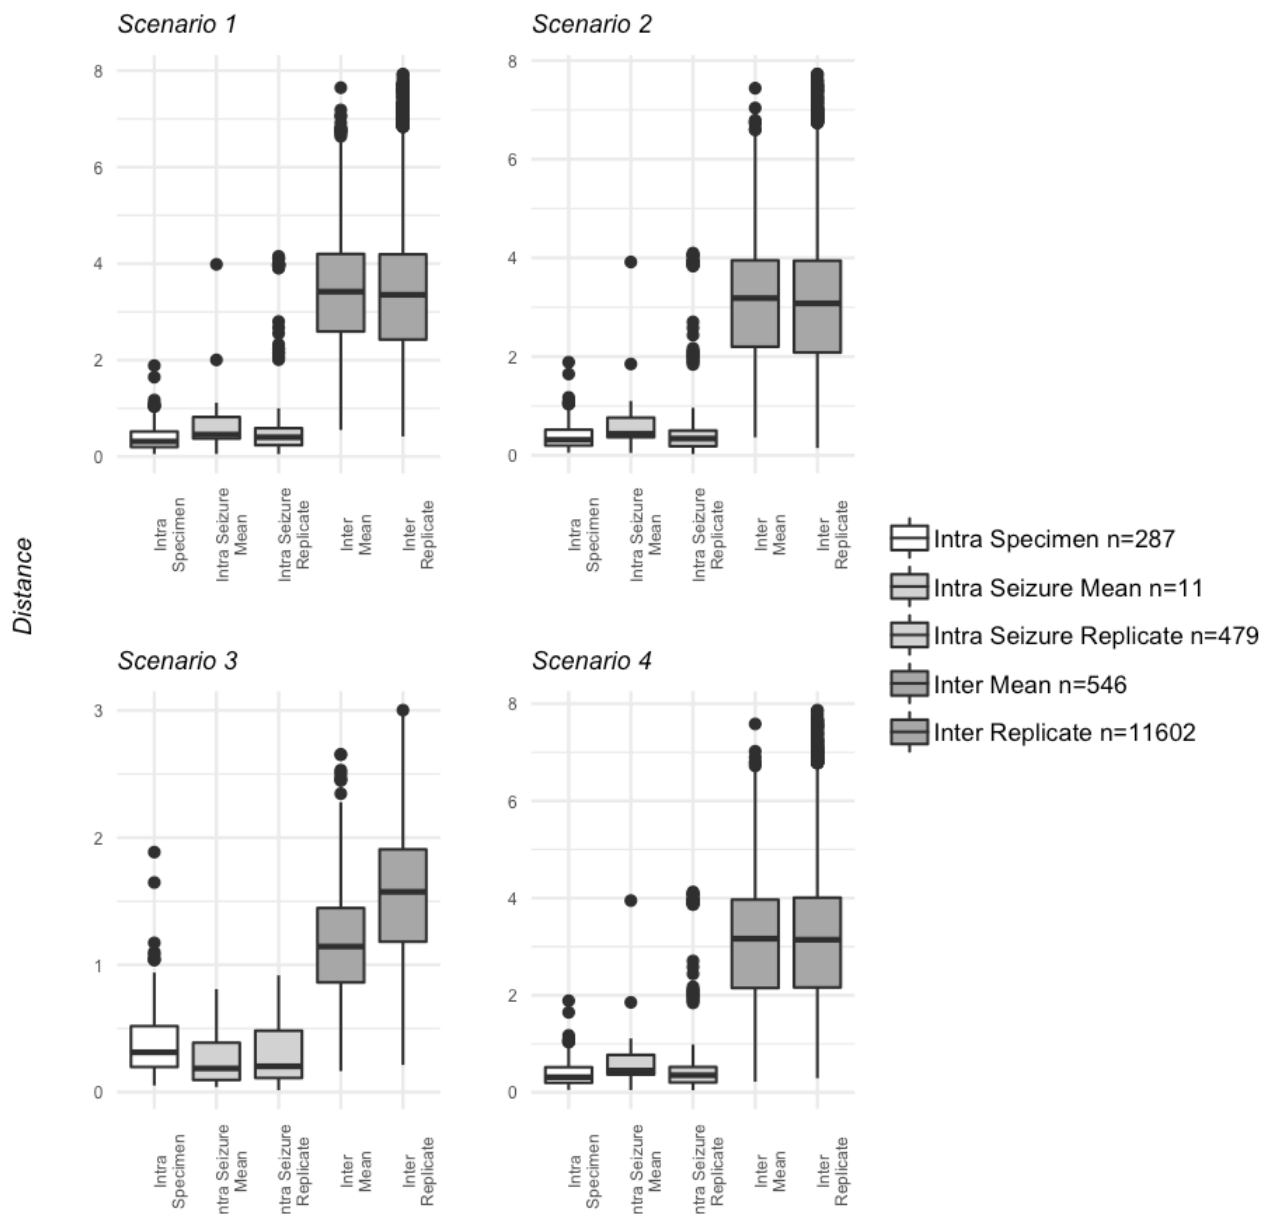 Scenario 1
8
6
4
2
0
Intra
Specimen
Intra Seizure
Mean
Intra Seizure
Replicate
Inter
Mean
Inter
Replicate
Scenario 2
8
6
4
2
0
Intra
Specimen
Intra Seizure
Mean
Intra Seizure
Replicate
Inter
Mean
Inter
Replicate
Distance
Scenario 3
3
2
1
0
Intra
Specimen
ntra Seizure
Mean
ntra Seizure
Replicate
Inter
Mean
Inter
Replicate
Scenario 4
8
6
4
2
0
Intra
Specimen
ntra Seizure
Mean
ntra Seizure
Replicate
Inter
Mean
Inter
Replicate
Intra Specimen n=287
Intra Seizure Mean n=11
Intra Seizure Replicate n=479
Inter Mean n=546
Inter Replicate n=11602